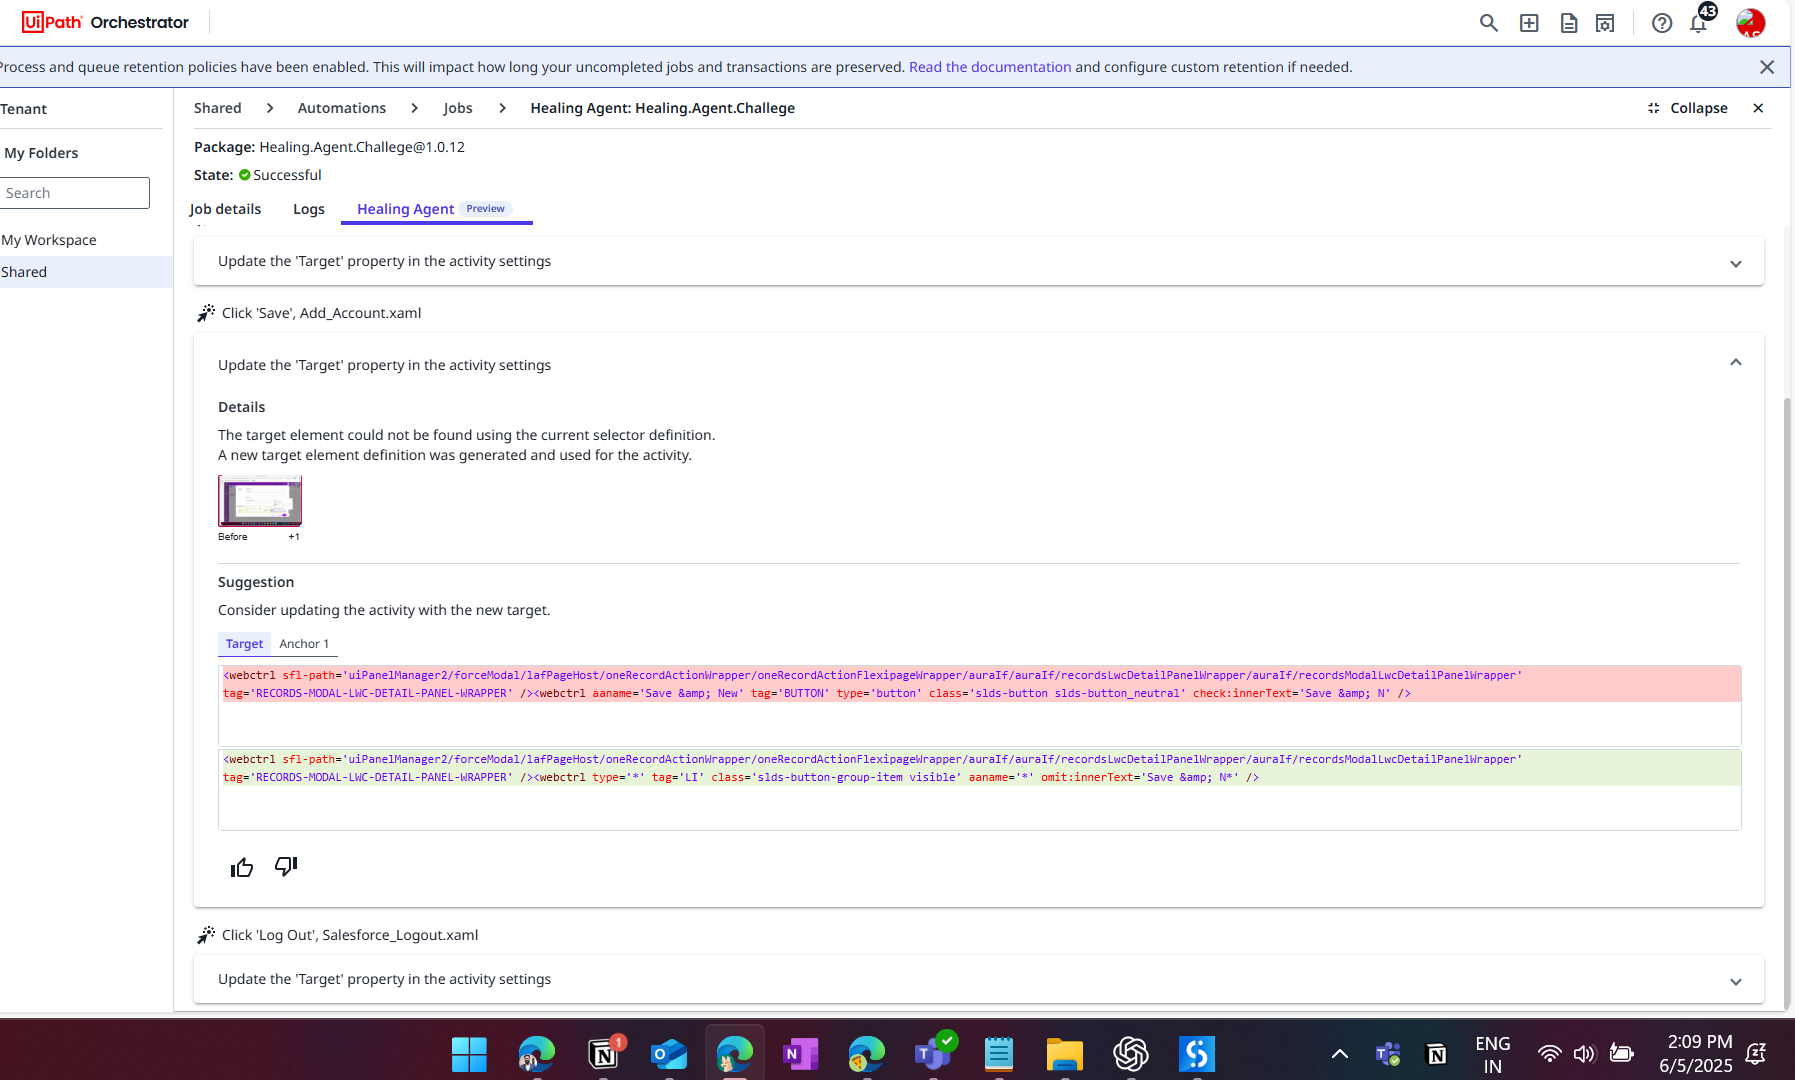 UiPath Orchestrator
43
Process and queue retention policies have been enabled. This will impact how long your uncompleted jobs and transactions are preserved. Read the documentation and configure custom retention if needed.
Tenant
My Folders
Search
My Workspace
Shared
Shared > Automations > Jobs > Healing Agent: Healing.Agent.Challege
Collapse
Package: Healing.Agent.Challege@1.0.12
State: Successful
Job details Logs Healing Agent Preview
Update the 'Target' property in the activity settings
Click 'Save', Add_Account.xaml
Update the 'Target' property in the activity settings
Details
The target element could not be found using the current selector definition.
A new target element definition was generated and used for the activity.
Before +1
Suggestion
Consider updating the activity with the new target.
Target Anchor 1
<webctrl sfl-path='uiPanelManager2/forceModal/lafPageHost/oneRecordActionWrapper/oneRecordActionFlexipageWrapper/auraIf/auraIf/recordsLwcDetailPanelWrapper/auraIf/recordsModalLwcDetailPanelWrapper'
tag='RECORDS-MODAL-LWC-DETAIL-PANEL-WRAPPER' /><webctrl aaname='Save &amp; New' tag='BUTTON' type='button' class='slds-button slds-button_neutral' check:innerText='Save &amp; N' />
<webctrl sfl-path='uiPanelManager2/forceModal/lafPageHost/oneRecordActionWrapper/oneRecordActionFlexipageWrapper/auraIf/auraIf/recordsLwcDetailPanelWrapper/auraIf/recordsModalLwcDetailPanelWrapper'
tag='RECORDS-MODAL-LWC-DETAIL-PANEL-WRAPPER' /><webctrl type='*' tag='LI' class='slds-button-group-item visible' aaname='*' omit:innerText='Save &amp; N*' />
Click 'Log Out', Salesforce_Logout.xaml
Update the 'Target' property in the activity settings
1
ENG
IN
2:09 PM
6/5/2025